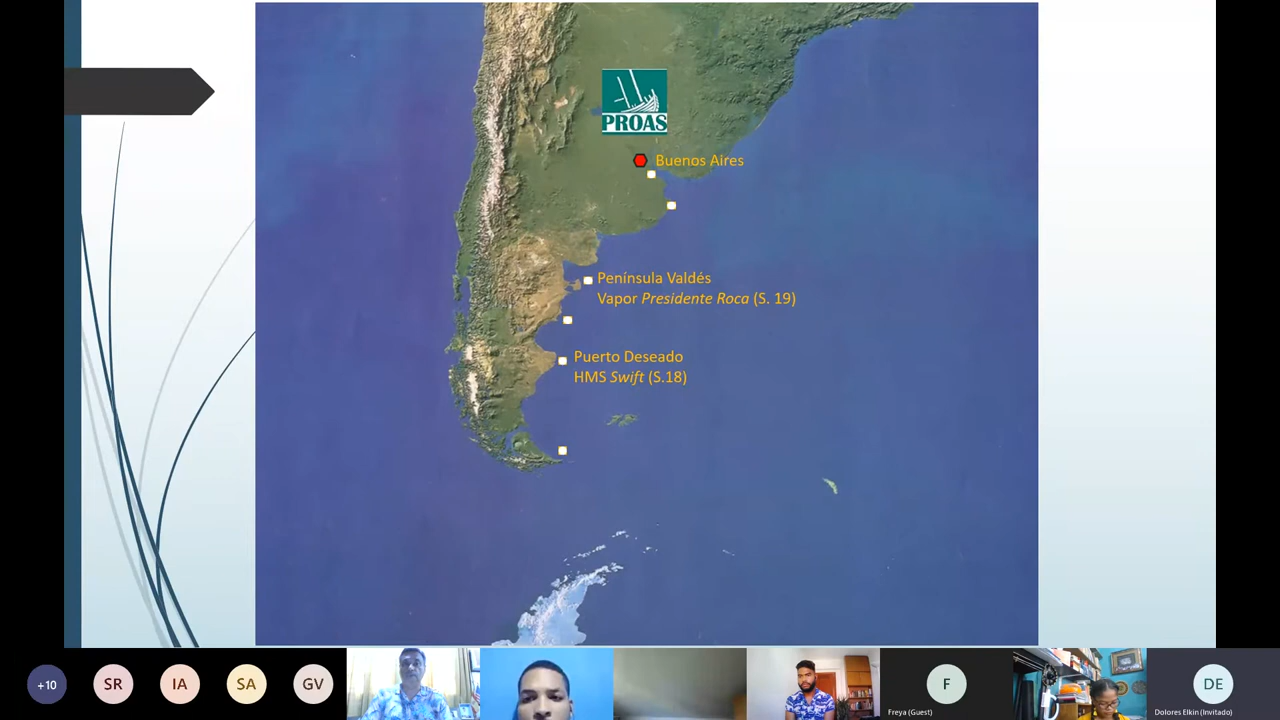 PROAS
Buenos Aires
Península Valdés
Vapor Presidente Roca (S. 19)
Puerto Deseado
HMS Swift (S.18)
+10
SR
IA
SA
GV
F
DE
Freya (Guest)
Dolores Elkin (Invitado)